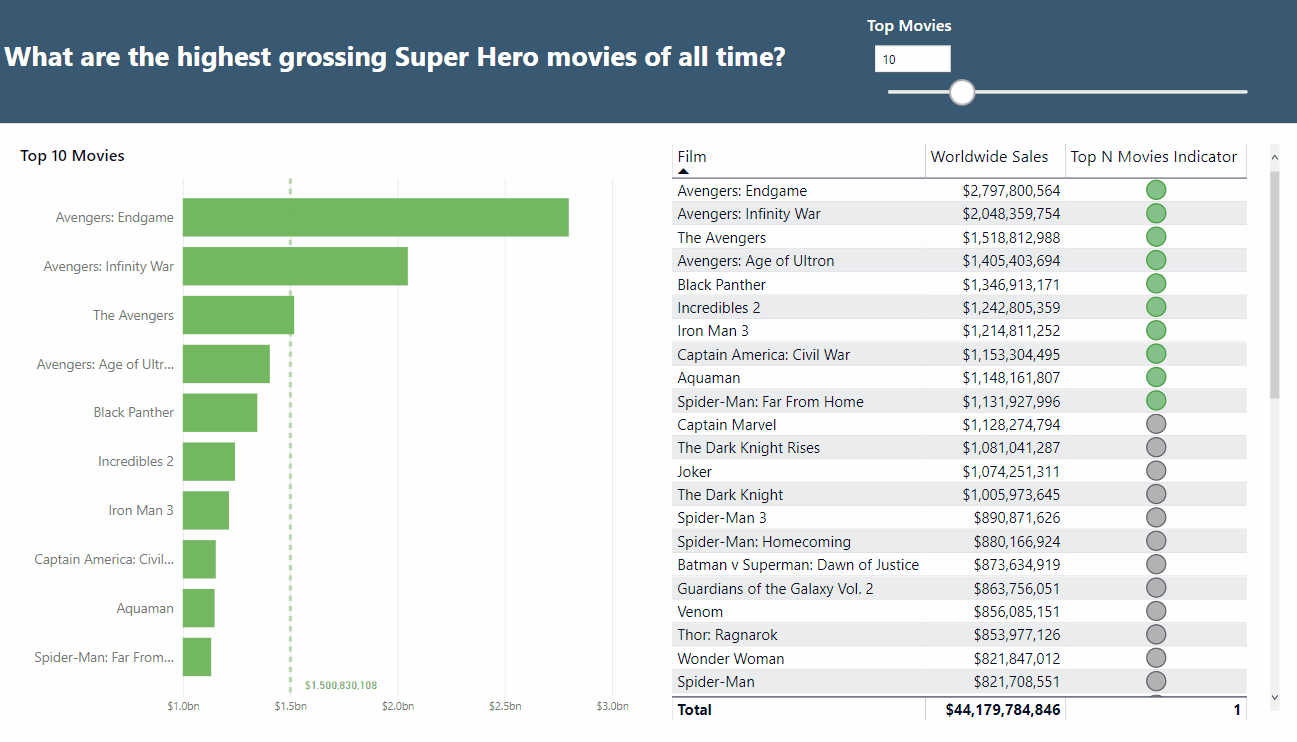 Top Movies
What are the highest grossing Super Hero movies of all time?
10
Top 10 Movies
Avengers: Endgame
Avengers: Infinity War
The Avengers
Avengers: Age of Ultr...
Black Panther
Incredibles 2
Iron Man 3
Captain America: Civil...
Aquaman
Spider-Man: Far From...
$1,500,830,108
$1.0bn $1.5bn $2.0bn $2.5bn $3.0bn
Film Worldwide Sales Top N Movies Indicator
Avengers: Endgame $2,797,800,564
Avengers: Infinity War $2,048,359,754
The Avengers $1,518,812,988
Avengers: Age of Ultron $1,405,403,694
Black Panther $1,346,913,171
Incredibles 2 $1,242,805,359
Iron Man 3 $1,214,811,252
Captain America: Civil War $1,153,304,495
Aquaman $1,148,161,807
Spider-Man: Far From Home $1,131,927,996
Captain Marvel $1,128,274,794
The Dark Knight Rises $1,081,041,287
Joker $1,074,251,311
The Dark Knight $1,005,973,645
Spider-Man 3 $890,871,626
Spider-Man: Homecoming $880,166,924
Batman v Superman: Dawn of Justice $873,634,919
Guardians of the Galaxy Vol. 2 $863,756,051
Venom $856,085,151
Thor: Ragnarok $853,977,126
Wonder Woman $821,847,012
Spider-Man $821,708,551
Total $44,179,784,846 1